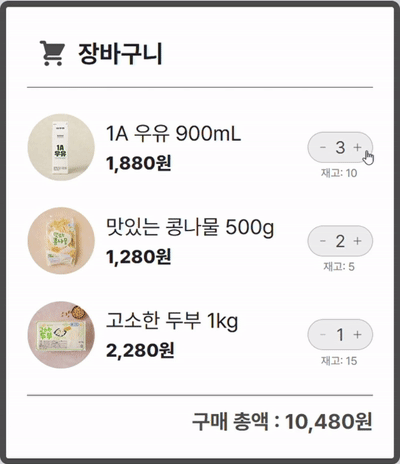 장바구니
1A 우유 900mL
1,880원
- 3 +
재고: 10
1A
우유
맛있는 콩나물 500g
1,280원
- 2 +
재고: 5
고소한 두부 1kg
2,280원
- 1 +
재고: 15
구매 총액 : 10,480원